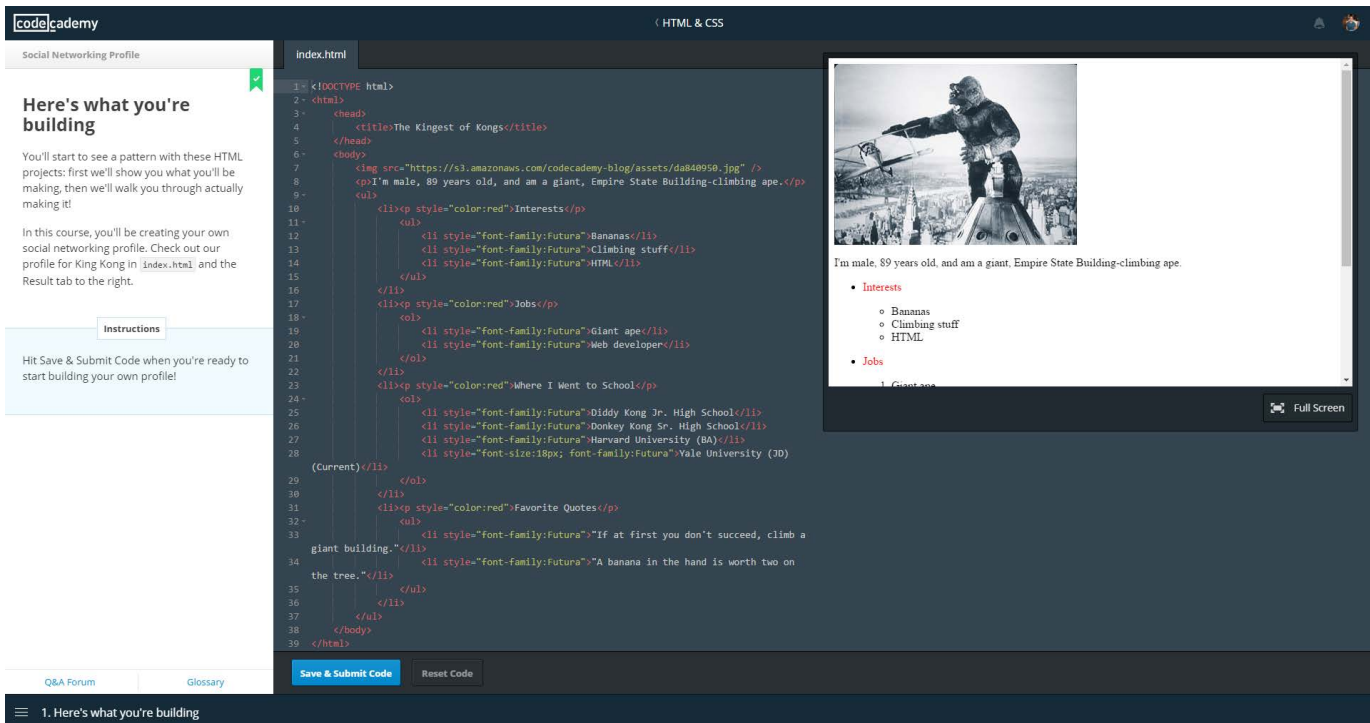 codecademy
HTML & CSS
Social Networking Profile
Here's what you're
building
You'll start to see a pattern with these HTML
projects: first we'll show you what you'll be
making, then we'll walk you through actually
making it!
In this course, you'll be creating your own
social networking profile. Check out our
profile for King Kong in index.html and the
Result tab to the right.
Instructions
Hit Save & Submit Code when you're ready to
start building your own profile!
Q&A Forum
Glossary
index.html
1 <!DOCTYPE html>
2 <html>
3 <head>
4 <title>The Kingest of Kongs</title>
5 </head>
6 <body>
7 <img src="https://s3.amazonaws.com/codecademy-blog/assets/da840950.jpg" />
8 <p>I'm male, 89 years old, and am a giant, Empire State Building-climbing ape.</p>
9 <ul>
10 <li><p style="color:red">Interests</p>
11 <ul>
12 <li style="font-family:Futura">Bananas</li>
13 <li style="font-family:Futura">Climbing stuff</li>
14 <li style="font-family:Futura">HTML</li>
15 </ul>
16 </li>
17 <li><p style="color:red">Jobs</p>
18 <ol>
19 <li style="font-family:Futura">Giant ape</li>
20 <li style="font-family:Futura">Web developer</li>
21 </ol>
22 </li>
23 <li><p style="color:red">Where I Went to School</p>
24 <ol>
25 <li style="font-family:Futura">Diddy Kong Jr. High School</li>
26 <li style="font-family:Futura">Donkey Kong Sr. High School</li>
27 <li style="font-family:Futura">Harvard University (BA)</li>
28 <li style="font-size:18px; font-family:Futura">Yale University (JD)
(Current)</li>
29 </ol>
30 </li>
31 <li><p style="color:red">Favorite Quotes</p>
32 <ul>
33 <li style="font-family:Futura">"If at first you don't succeed, climb a
giant building."</li>
34 <li style="font-family:Futura">"A banana in the hand is worth two on
the tree."</li>
35 </ul>
36 </li>
37 </ul>
38 </body>
39 </html>
Save & Submit Code
Reset Code
I'm male, 89 years old, and am a giant, Empire State Building-climbing ape.
Interests
Bananas
Climbing stuff
HTML
Jobs
1. Giant ape
Full Screen
1. Here's what you're building